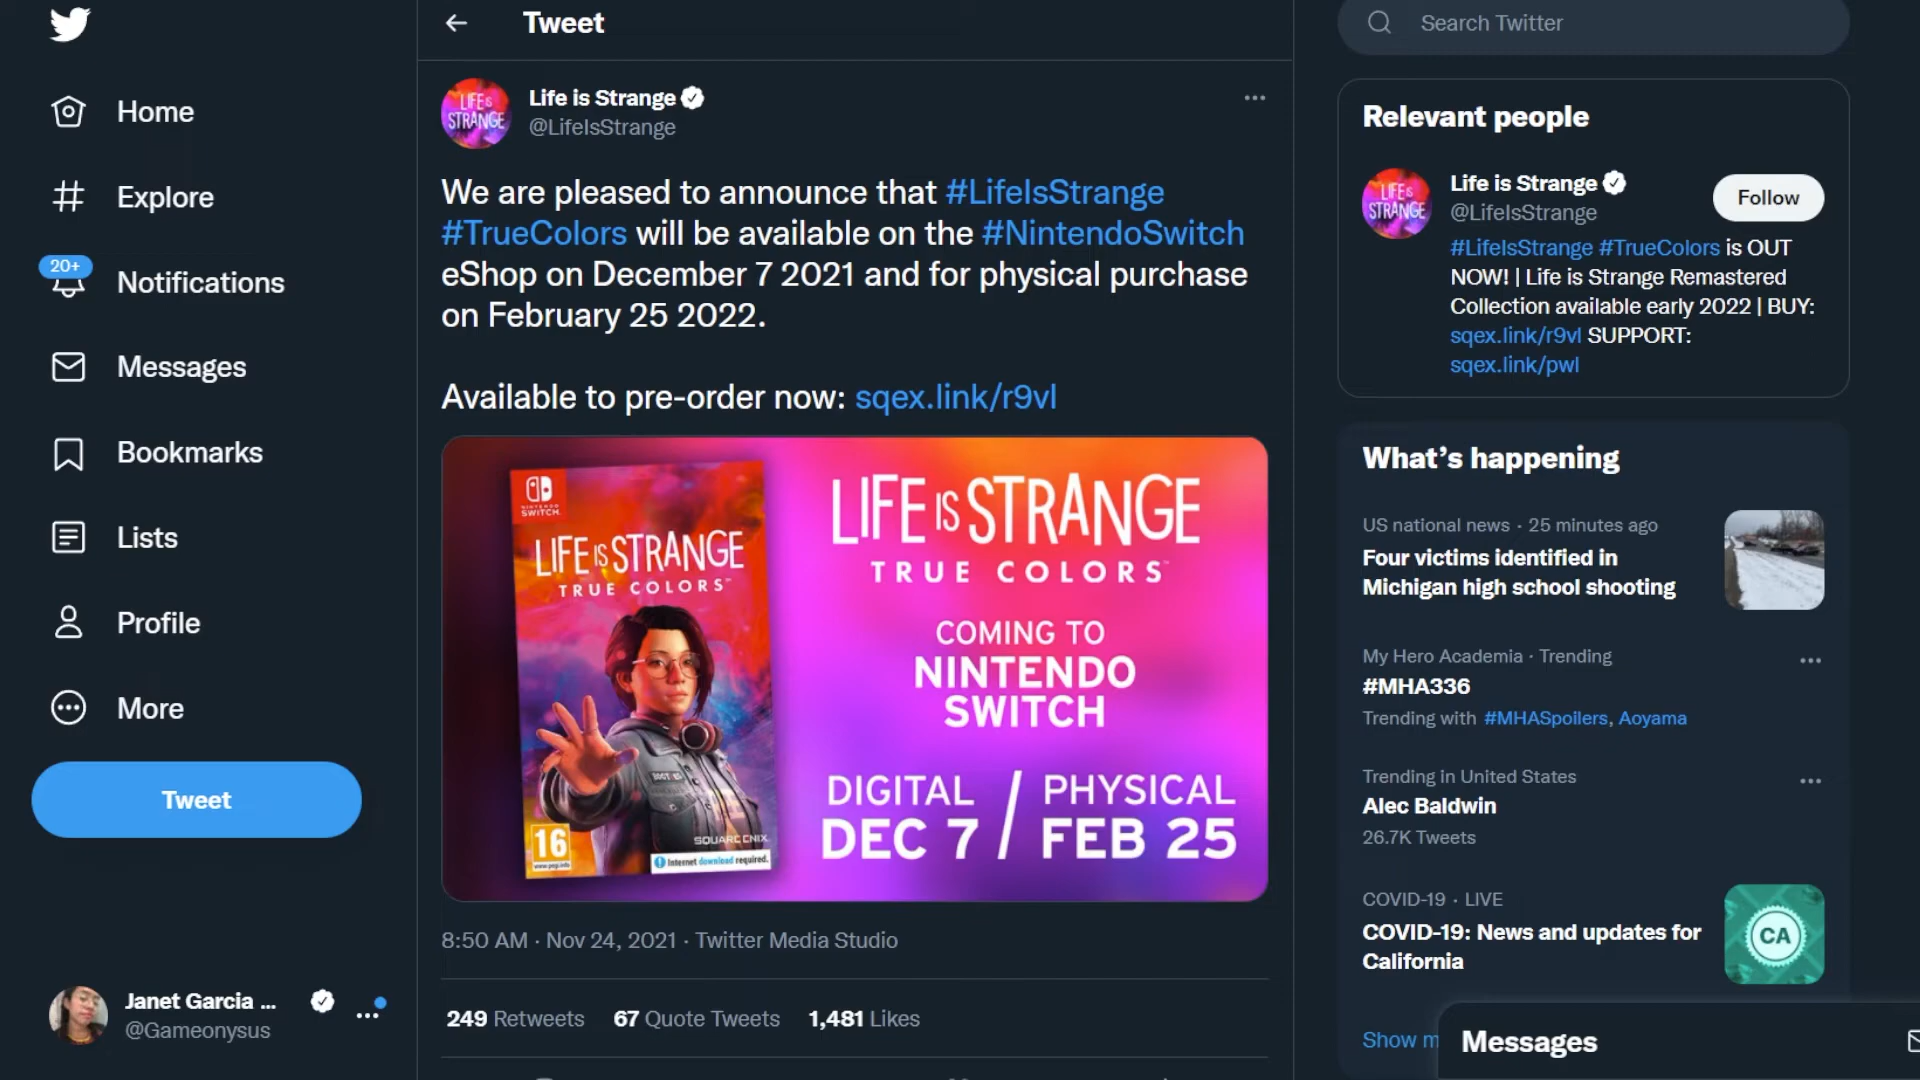 Home
Explore
20+
Notifications
Messages
Bookmarks
Lists
Profile
More
Tweet
Janet Garcia ...
@Gameonysus
Tweet
LIFE IS STRANGE
Life is Strange
@LifeIsStrange
We are pleased to announce that #LifeIsStrange
#TrueColors will be available on the #NintendoSwitch
eShop on December 7 2021 and for physical purchase
on February 25 2022.
Available to pre-order now: sqex.link/r9vl
NINTENDO
SWITCH
LIFE IS STRANGE
TRUE COLORS™
16
www.pegi.info
SQUARE ENIX
Internet download required.
LIFE IS STRANGE
TRUE COLORS™
COMING TO
NINTENDO
SWITCH
DIGITAL / PHYSICAL
DEC 7 FEB 25
8:50 AM · Nov 24, 2021 · Twitter Media Studio
249 Retweets 67 Quote Tweets 1,481 Likes
Search Twitter
Relevant people
LIFE IS STRANGE
Life is Strange
@LifeIsStrange
Follow
#LifeIsStrange #TrueColors is OUT
NOW! | Life is Strange Remastered
Collection available early 2022 | BUY:
sqex.link/r9vl SUPPORT:
sqex.link/pwl
What's happening
US national news · 25 minutes ago
Four victims identified in
Michigan high school shooting
My Hero Academia · Trending
#MHA336
Trending with #MHASpoilers, Aoyama
Trending in United States
Alec Baldwin
26.7K Tweets
COVID-19 · LIVE
COVID-19: News and updates for
California
CA
Show m
Messages